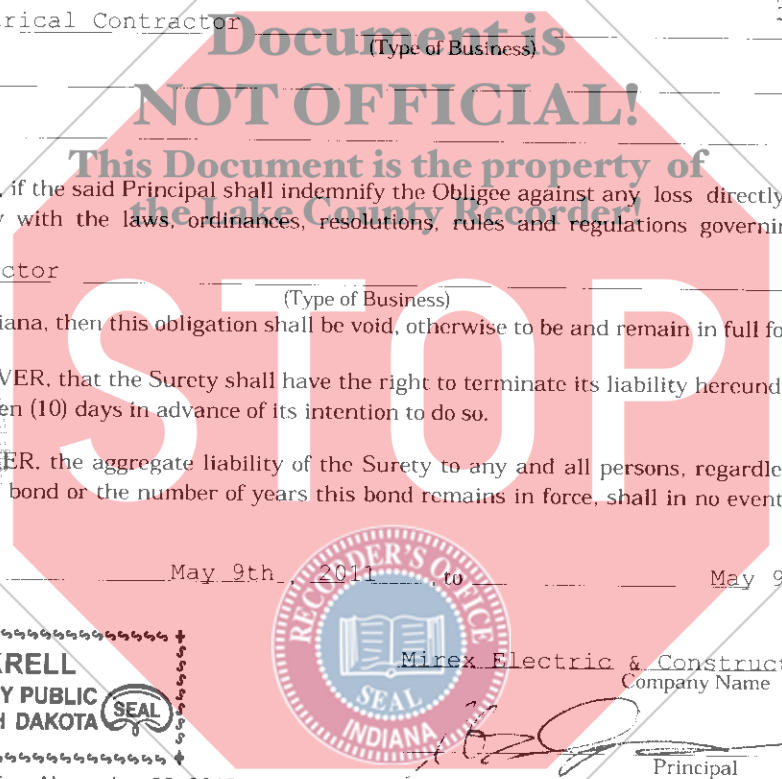 rical Contractor
(Type of Business)
Document is
NOT OFFICIAL!
This Document is the property of
the Lake County Recorder!
, if the said Principal shall indemnify the Obligee against any loss directly
with the laws, ordinances, resolutions, rules and regulations governin
ctor
(Type of Business)
iana, then this obligation shall be void, otherwise to be and remain in full fo
STOP
VER, that the Surety shall have the right to terminate its liability hereund
en (10) days in advance of its intention to do so.
ER, the aggregate liability of the Surety to any and all persons, regardle
bond or the number of years this bond remains in force, shall in no event
May 9th, 2011, to May 9
RECORDER'S OFFICE
SEAL
INDIANA
RELL
Y PUBLIC
H DAKOTA
SEAL
Mirex Electric & Construct
Company Name
Principal